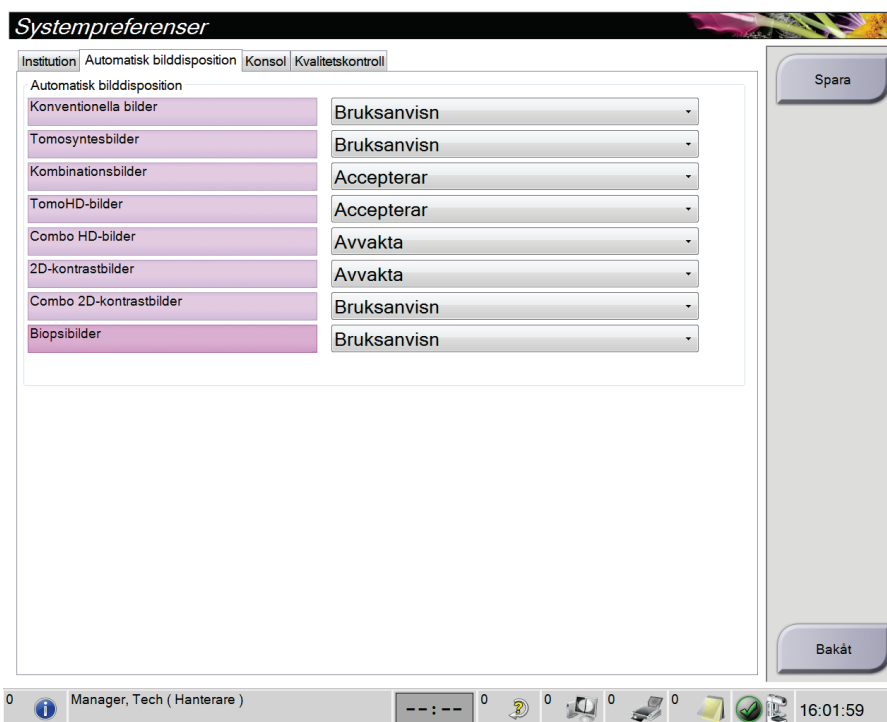 Systempreferenser
Institution Automatisk bilddisposition Konsol Kvalitetskontroll
Spara
Automatisk bilddisposition
Konventionella bilder Bruksanvisn
Tomosyntesbilder Bruksanvisn
Kombinationsbilder Accepterar
TomoHD-bilder Accepterar
Combo HD-bilder Avvakta
2D-kontrastbilder Avvakta
Combo 2D-kontrastbilder Bruksanvisn
Biopsibilder Bruksanvisn
Bakåt
0 Manager, Tech ( Hanterare ) --:-- 0 0 0 0 16:01:59